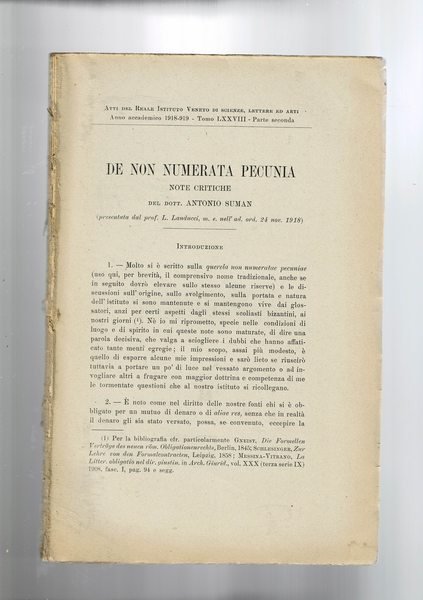 ATTI DEL REALE ISTITUTO VENETO DI SCIENZE, LETTERE ED ARTI
Anno accademico 1918-919 - Tomo LXXVIII - Parte seconda
DE NON NUMERATA PECUNIA
NOTE CRITICHE
DEL DOTT. ANTONIO SUMAN
(presentata dal prof. L. Landucci, m. e. nell'ad. ord. 24 nov. 1918)
INTRODUZIONE
1. — Molto si è scritto sulla querela non numeratae pecuniae
(uso qui, per brevità, il comprensivo nome tradizionale, anche se
in seguito dovrò elevare sullo stesso alcune riserve) e le di-
scussioni sull'origine, sullo svolgimento, sulla portata e natura
dell'istituto si sono mantenute e si mantengono vive dai glos-
satori, anzi per certi aspetti dagli stessi scoliasti bizantini, ai
nostri giorni (¹). Nè io mi riprometto, specie nelle condizioni di
luogo e di spirito in cui queste note sono maturate, di dire una
parola decisiva, che valga a sciogliere i dubbi che hanno affati-
cato tante menti egregie; il mio scopo, assai più modesto, è
quello di esporre alcune mie impressioni e sarò lieto se riuscirò
tuttavia a portare un po' di luce nel vessato argomento o ad in-
vogliare altri a frugare con maggior dottrina e competenza di me
le tormentate questioni che al nostro istituto si ricollegano.
2. — È noto come nel diritto delle nostre fonti chi si è ob-
bligato per un mutuo di denaro o di aliae res, senza che in realtà
il denaro gli sia stato versato, possa, se convenuto, eccepire la
(1) Per la bibliografia cfr. particolarmente GNEIST, Die Formellen
Verträge des neuen röm. Obligationenrechts, Berlin, 1845; SCHLESINGER, Zur
Lehre von den Formalcontracten, Leipzig, 1858; MESSINA-VITRANO, La
Litter. obligatio nel dir. giustin. in Arch. Giurid., vol. XXX (terza serie IX)
1908, fasc. I, pag. 94 e segg.